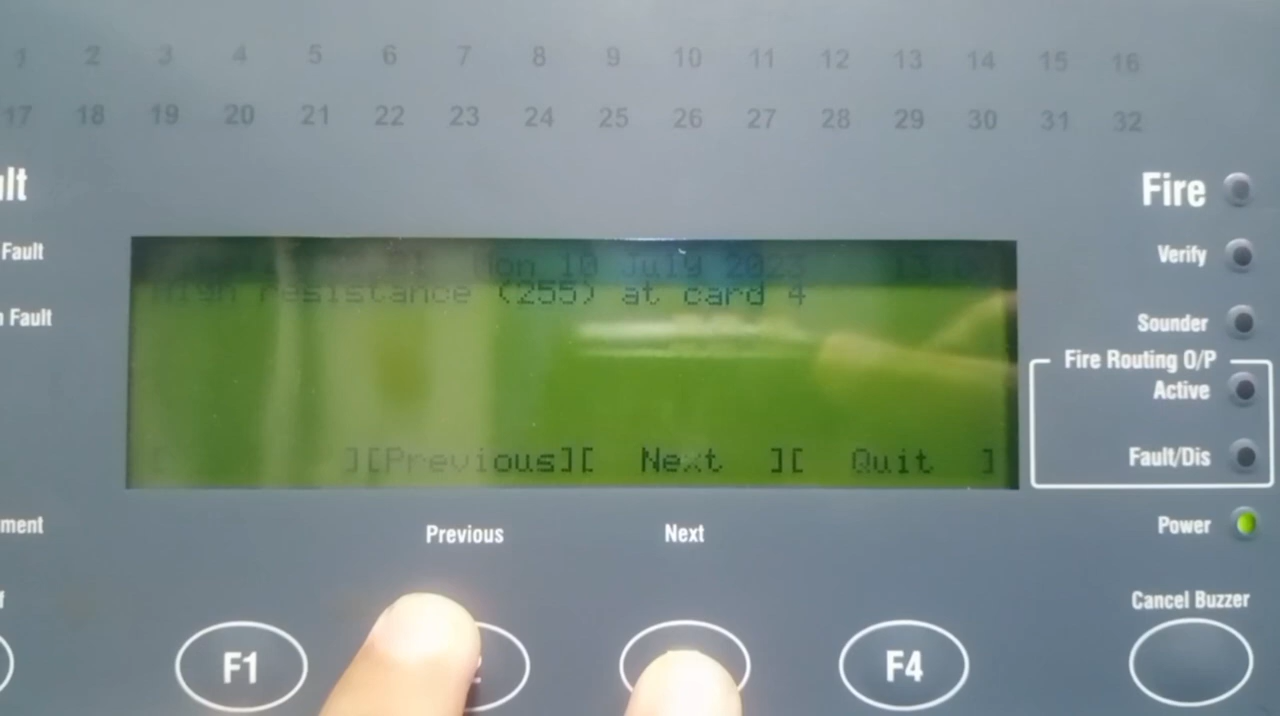 1 2 3 4 5 6 7 8 9 10 11 12 13 14 15 16
17 18 19 20 21 22 23 24 25 26 27 28 29 30 31 32
Fire
Fault
Verify
Fault
Sounder
Fire Routing O/P
Active
Fault/Dis
Mon 10 July 2023
High resistance (255) at card 4
[ ][Previous][ Next ][ Quit ]
Power
Previous Next
Cancel Buzzer
F1 F4